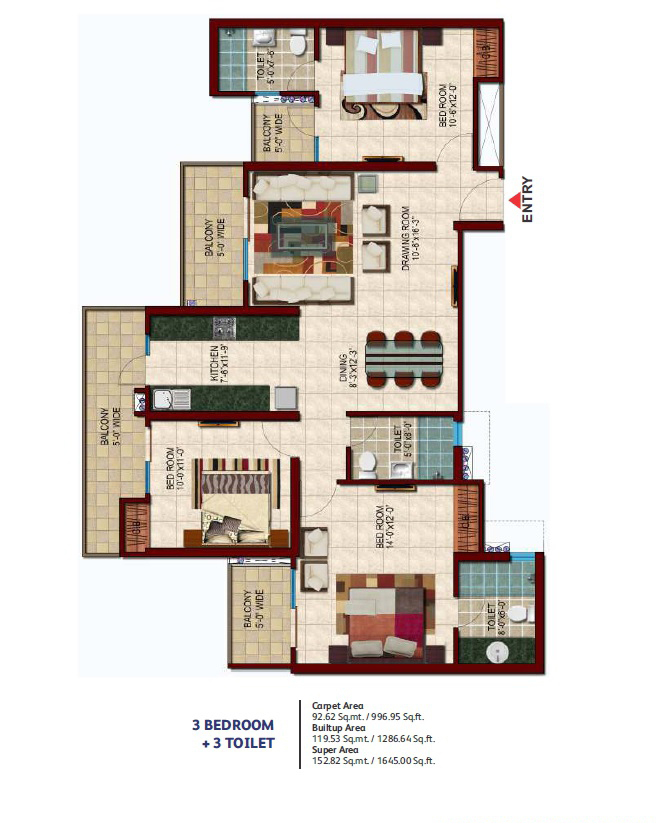 TOILET
5'-0"x7'-6"
BED ROOM
10'-6"x12'-0"
C.B
BALCONY
5'-0" WIDE
ENTRY
BALCONY
5'-0" WIDE
DRAWING ROOM
10'-6"x16'-3"
KITCHEN
7'-6"x11'-9"
DINING
8'-3"x12'-3"
BALCONY
5'-0" WIDE
TOILET
5'-0"x8'-0"
BED ROOM
10'-0"x11'-0"
C.B
BED ROOM
14'-0"x12'-0"
C.B
BALCONY
5'-0" WIDE
TOILET
8'-0"x6'-0"
3 BEDROOM
+ 3 TOILET
Carpet Area
92.62 Sq.mt. / 996.95 Sq.ft.
Builtup Area
119.53 Sq.mt. / 1286.64 Sq.ft.
Super Area
152.82 Sq.mt. / 1645.00 Sq.ft.